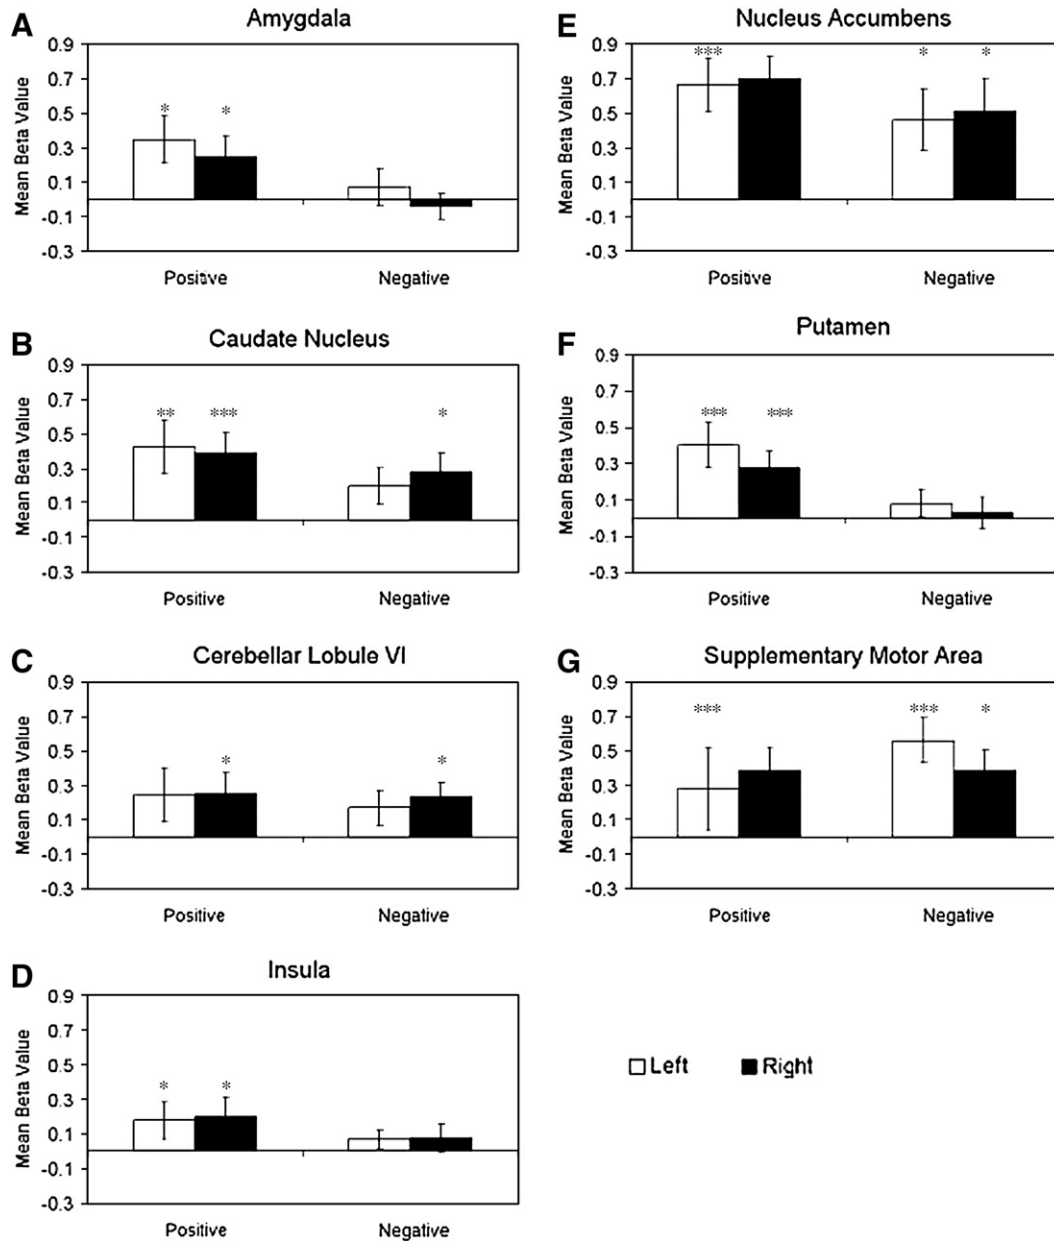 A
Amygdala
0.9
0.7
0.5
0.3
0.1
-0.1
-0.3
Mean Beta Value
*
*
Positive
Negative
B
Caudate Nucleus
0.9
0.7
0.5
0.3
0.1
-0.1
-0.3
Mean Beta Value
**
***
*
Positive
Negative
C
Cerebellar Lobule VI
0.9
0.7
0.5
0.3
0.1
-0.1
-0.3
Mean Beta Value
*
*
Positive
Negative
D
Insula
0.9
0.7
0.5
0.3
0.1
-0.1
-0.3
Mean Beta Value
*
*
Positive
Negative
E
Nucleus Accumbens
0.9
0.7
0.5
0.3
0.1
-0.1
-0.3
Mean Beta Value
***
*
*
Positive
Negative
F
Putamen
0.9
0.7
0.5
0.3
0.1
-0.1
-0.3
Mean Beta Value
***
***
Positive
Negative
G
Supplementary Motor Area
0.9
0.7
0.5
0.3
0.1
-0.1
-0.3
Mean Beta Value
***
***
*
Positive
Negative
Left
Right